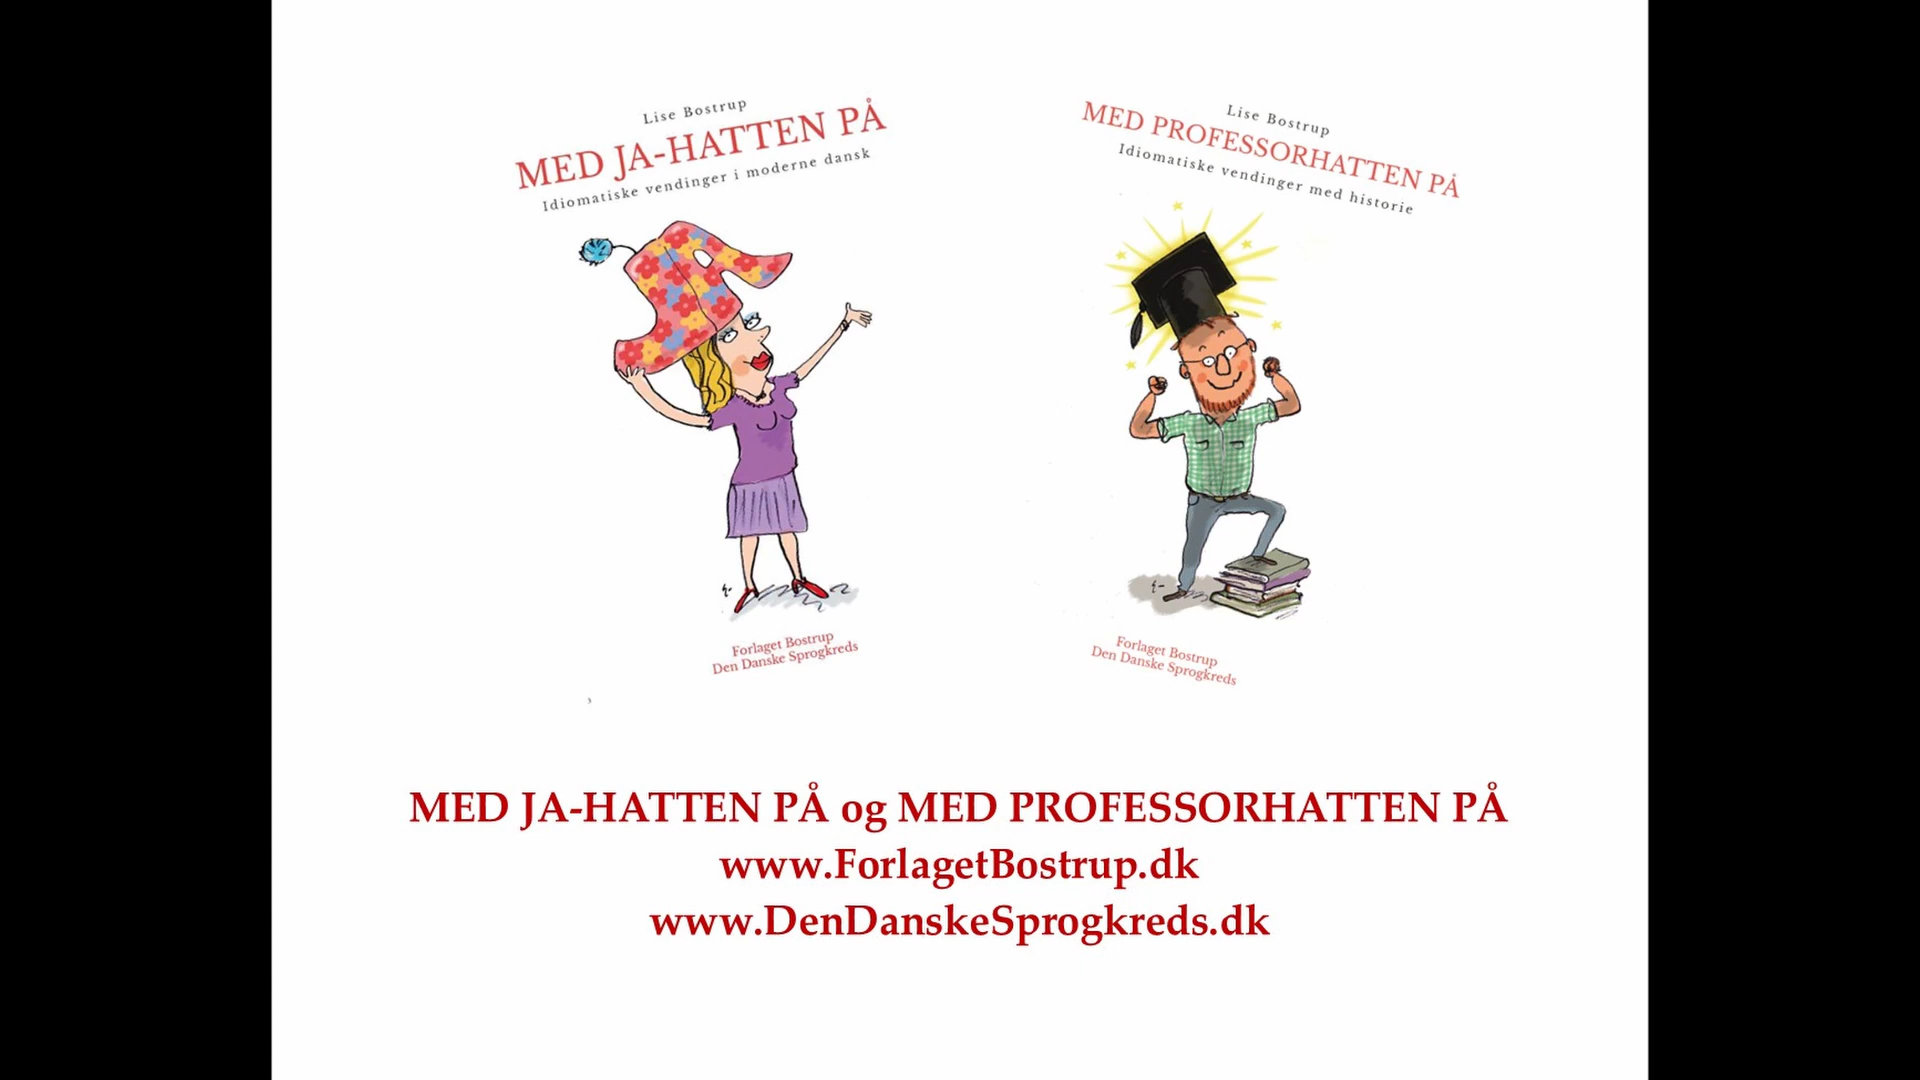 Lise Bostrup
MED JA-HATTEN PÅ
Idiomatiske vendinger i moderne dansk
Forlaget Bostrup
Den Danske Sprogkreds
Lise Bostrup
MED PROFESSORHATTEN PÅ
Idiomatiske vendinger med historie
Forlaget Bostrup
Den Danske Sprogkreds
MED JA-HATTEN PÅ og MED PROFESSORHATTEN PÅ
www.ForlagetBostrup.dk
www.DenDanskeSprogkreds.dk